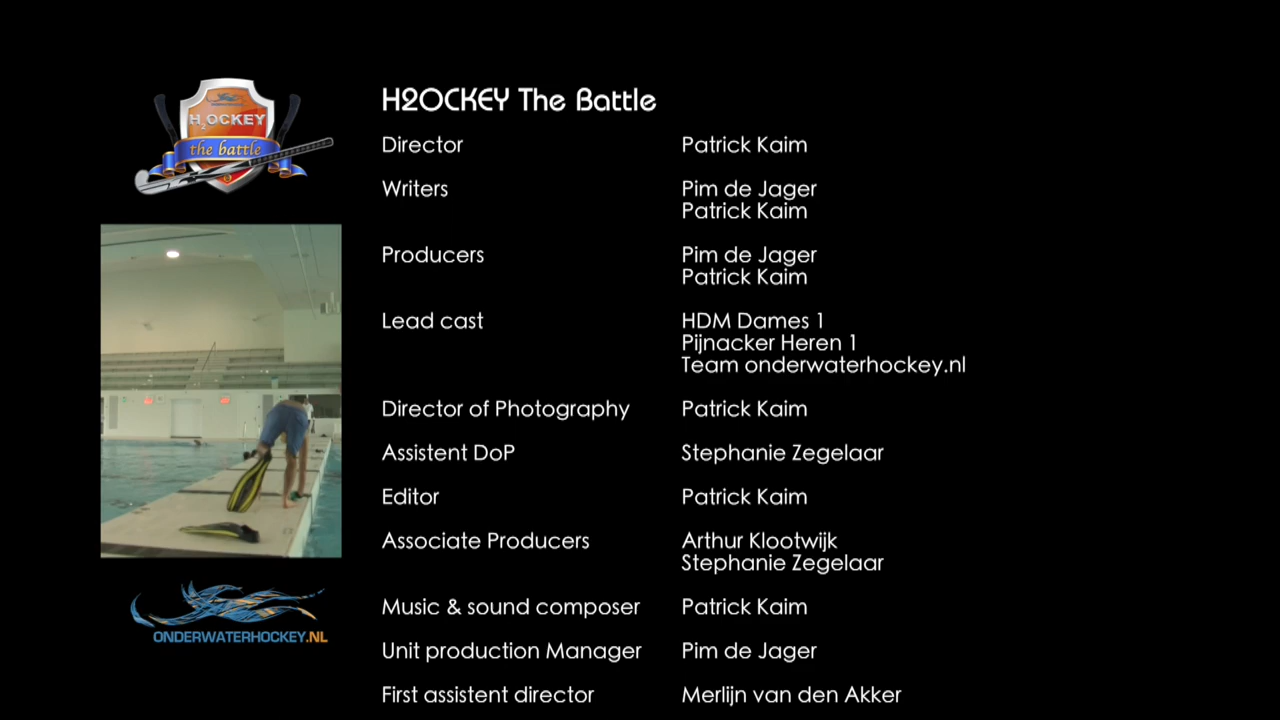 H2OCKEY
the battle
H2OCKEY The Battle
Director Patrick Kaim
Writers Pim de Jager
Patrick Kaim
Producers Pim de Jager
Patrick Kaim
Lead cast HDM Dames 1
Pijnacker Heren 1
Team onderwaterhockey.nl
Director of Photography Patrick Kaim
Assistent DoP Stephanie Zegelaar
Editor Patrick Kaim
Associate Producers Arthur Klootwijk
Stephanie Zegelaar
Music & sound composer Patrick Kaim
Unit production Manager Pim de Jager
First assistent director Merlijn van den Akker
ONDERWATERHOCKEY.NL